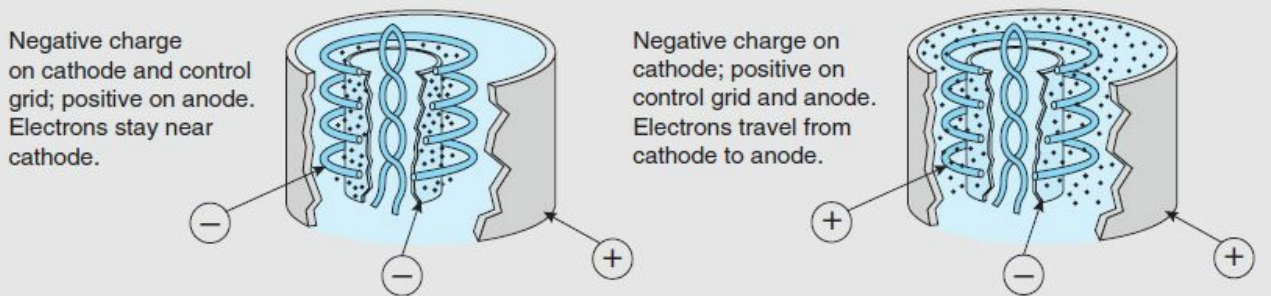 Negative charge
on cathode and control
grid; positive on anode.
Electrons stay near
cathode.
−
−
+
Negative charge on
cathode; positive on
control grid and anode.
Electrons travel from
cathode to anode.
+
−
+